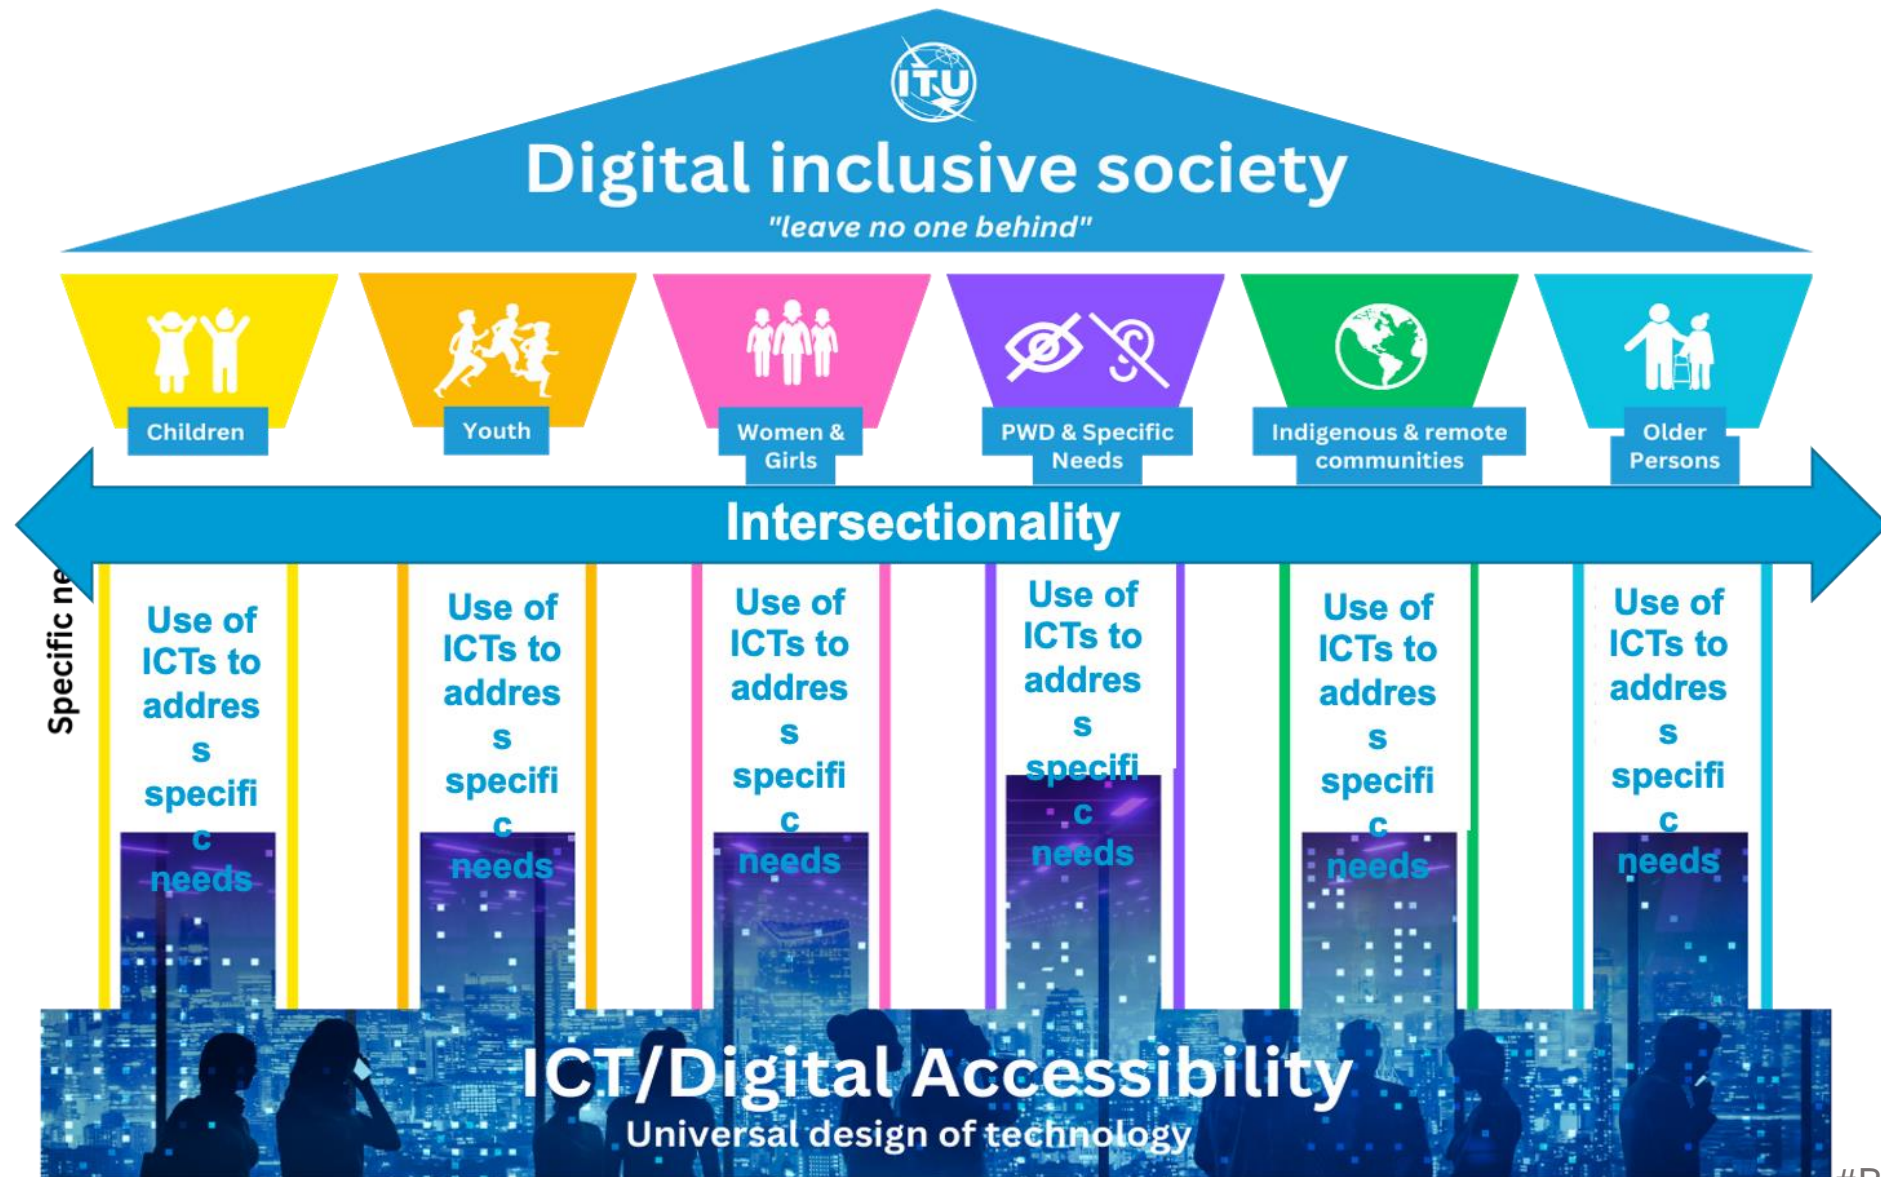 ITU
Digital inclusive society
"leave no one behind"
Children
Youth
Women &
Girls
PWD & Specific
Needs
Indigenous & remote
communities
Older
Persons
Intersectionality
Specific ne
Use of
ICTs to
addres
s
specifi
c
needs
Use of
ICTs to
addres
s
specifi
c
needs
Use of
ICTs to
addres
s
specifi
c
needs
Use of
ICTs to
addres
s
specifi
c
needs
Use of
ICTs to
addres
s
specifi
c
needs
Use of
ICTs to
addres
s
specifi
c
needs
ICT/Digital Accessibility
Universal design of technology